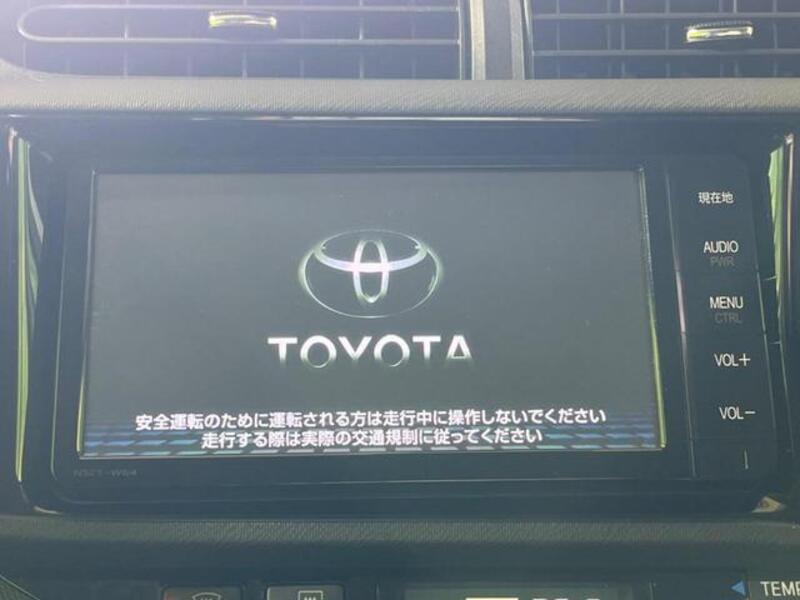 現在地
AUDIO
PWR
MENU
CTRL
VOL+
VOL−
TOYOTA
安全運転のために運転される方は走行中に操作しないでください
走行する際は実際の交通規制に従ってください
NSZT-W64